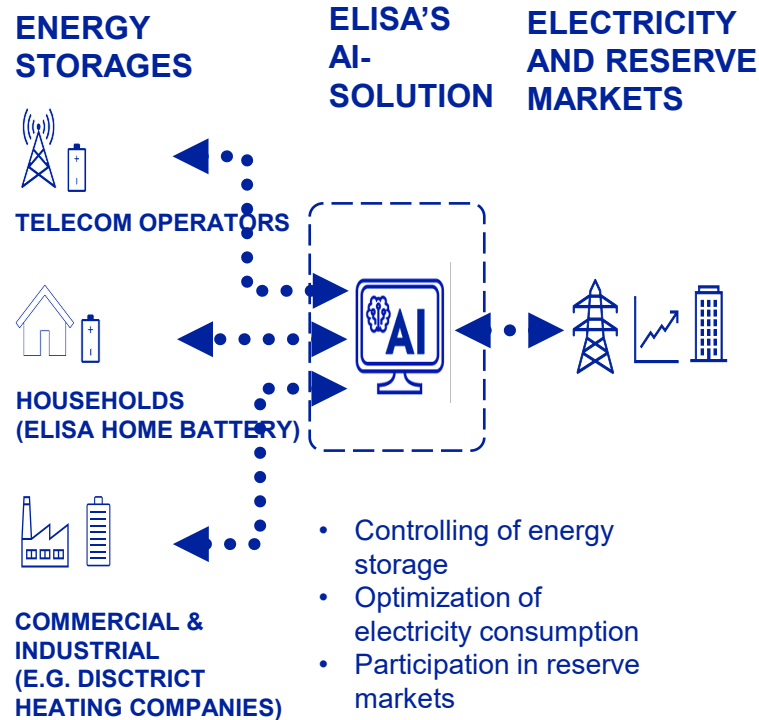 ENERGY
STORAGES
ELISA'S
AI-
SOLUTION
ELECTRICITY
AND RESERVE
MARKETS
+
-
TELECOM OPERATORS
+
-
HOUSEHOLDS
(ELISA HOME BATTERY)
AI
COMMERCIAL &
INDUSTRIAL
(E.G. DISCTRICT
HEATING COMPANIES)
• Controlling of energy
storage
• Optimization of
electricity consumption
• Participation in reserve
markets